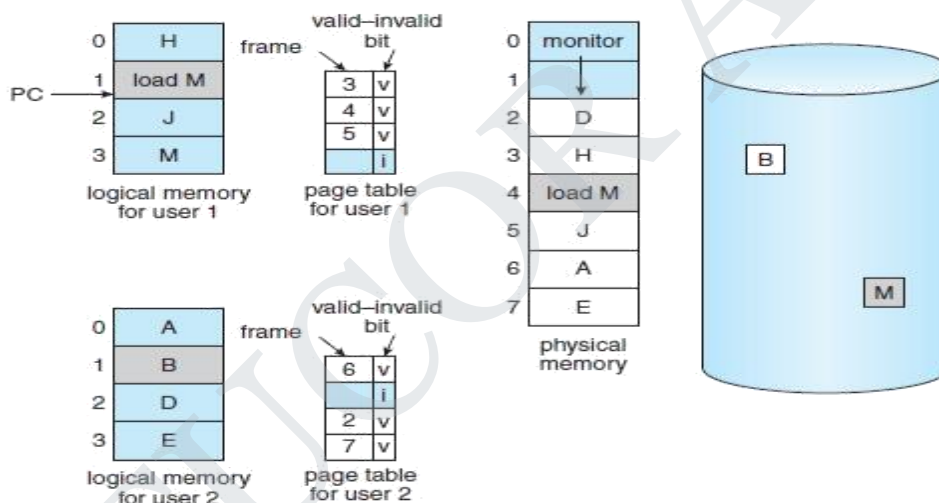 valid–invalid
bit
frame
0 H
1 load M
PC
2 J
3 M
3 v
4 v
5 v
i
logical memory
for user 1
page table
for user 1
0 monitor
1
2 D
3 H
4 load M
5 J
6 A
7 E
physical
memory
B
M
valid–invalid
bit
frame
0 A
1 B
2 D
3 E
6 v
i
2 v
7 v
logical memory
for user 2
page table
for user 2